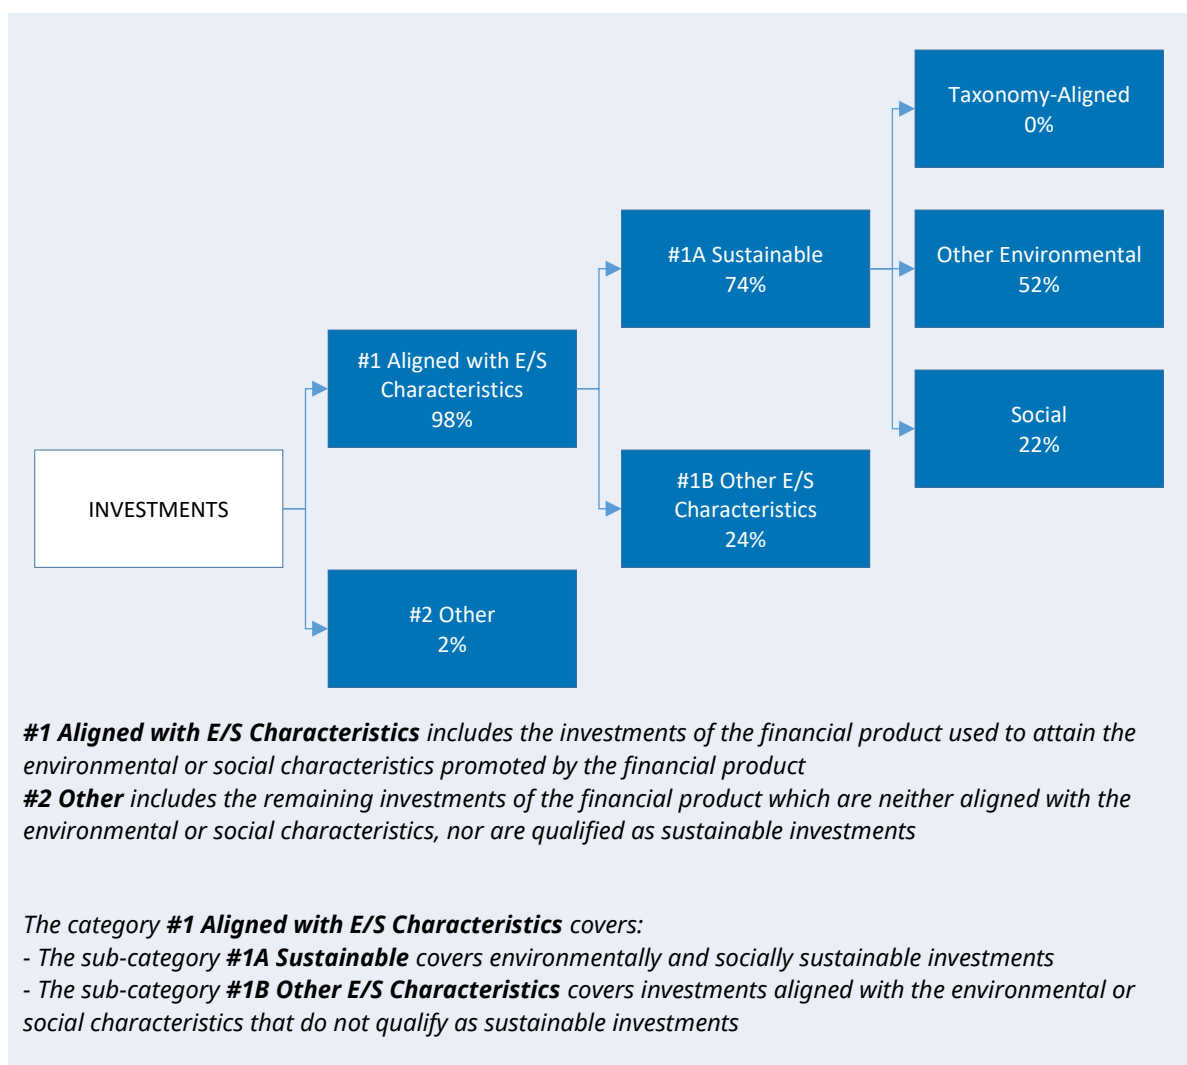 Taxonomy-Aligned
0%
#1A Sustainable
74%
Other Environmental
52%
#1 Aligned with E/S
Characteristics
98%
Social
22%
INVESTMENTS
#1B Other E/S
Characteristics
24%
#2 Other
2%
#1 Aligned with E/S Characteristics includes the investments of the financial product used to attain the
environmental or social characteristics promoted by the financial product
#2 Other includes the remaining investments of the financial product which are neither aligned with the
environmental or social characteristics, nor are qualified as sustainable investments
The category #1 Aligned with E/S Characteristics covers:
- The sub-category #1A Sustainable covers environmentally and socially sustainable investments
- The sub-category #1B Other E/S Characteristics covers investments aligned with the environmental or
social characteristics that do not qualify as sustainable investments